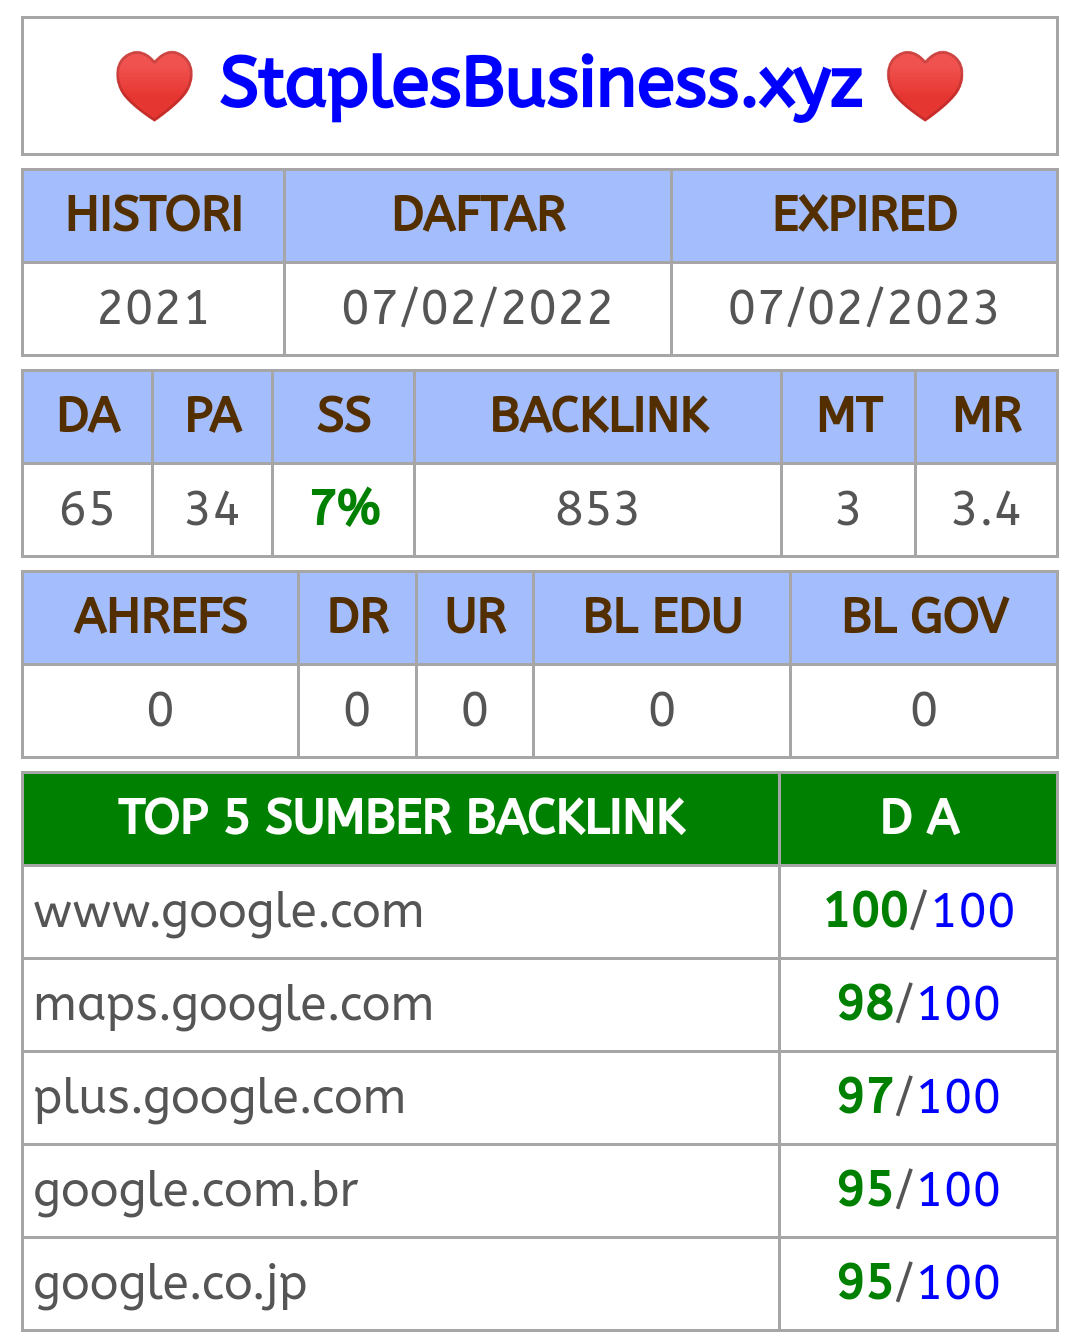 StaplesBusiness.xyz
HISTORI DAFTAR EXPIRED
2021 07/02/2022 07/02/2023
DA PA SS BACKLINK MT MR
65 34 7% 853 3 3.4
AHREFS DR UR BL EDU BL GOV
0 0 0 0 0
TOP 5 SUMBER BACKLINK D A
www.google.com 100/100
maps.google.com 98/100
plus.google.com 97/100
google.com.br 95/100
google.co.jp 95/100